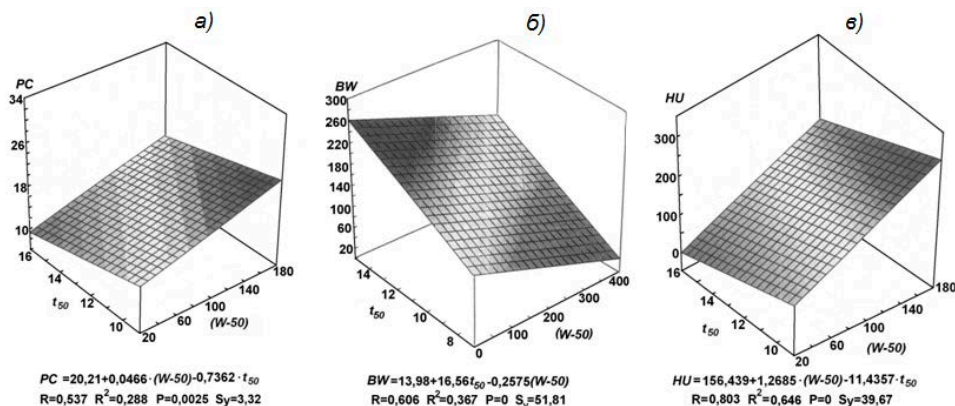 а)
PC
34
26
18
10
16
14
12
10
t50
20
60
100
140
180
(W-50)
PC =20,21+0,0466·(W-50)-0,7362·t50
R=0,537 R²=0,288 P=0,0025 Sy=3,32
б)
BW
300
260
220
180
140
100
60
20
14
12
10
8
t50
0
100
200
300
400
(W-50)
BW=13,98+16,56t50-0,2575(W-50)
R=0,606 R²=0,367 P=0 Sy=51,81
в)
HU
300
200
100
0
16
14
12
10
t50
20
60
100
140
180
(W-50)
HU=156,439+1,2685·(W-50)-11,4357·t50
R=0,803 R²=0,646 P=0 Sy=39,67